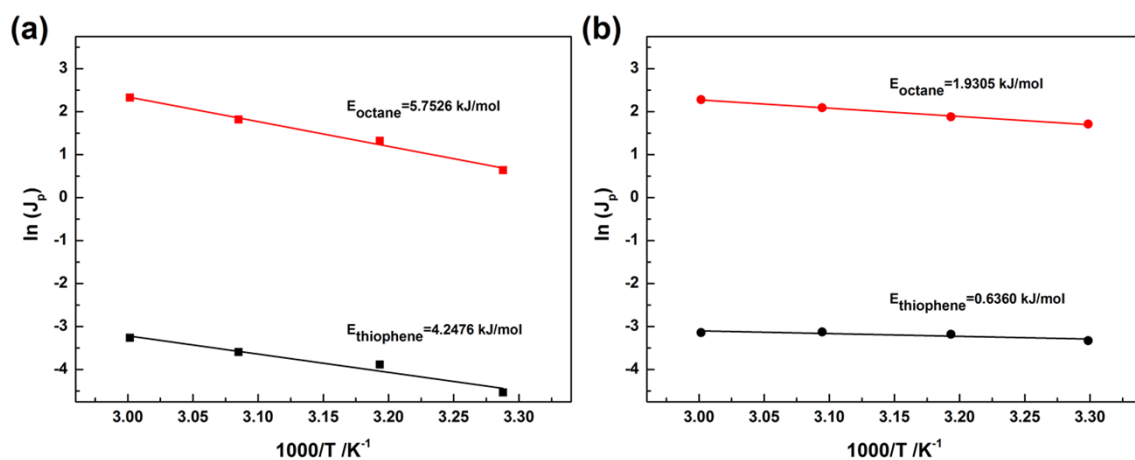 (a)
ln (Jp)
3
2
1
0
-1
-2
-3
-4
Eoctane=5.7526 kJ/mol
Ethiophene=4.2476 kJ/mol
3.00 3.05 3.10 3.15 3.20 3.25 3.30
1000/T /K-1
(b)
ln (Jp)
3
2
1
0
-1
-2
-3
-4
Eoctane=1.9305 kJ/mol
Ethiophene=0.6360 kJ/mol
3.00 3.05 3.10 3.15 3.20 3.25 3.30
1000/T /K-1